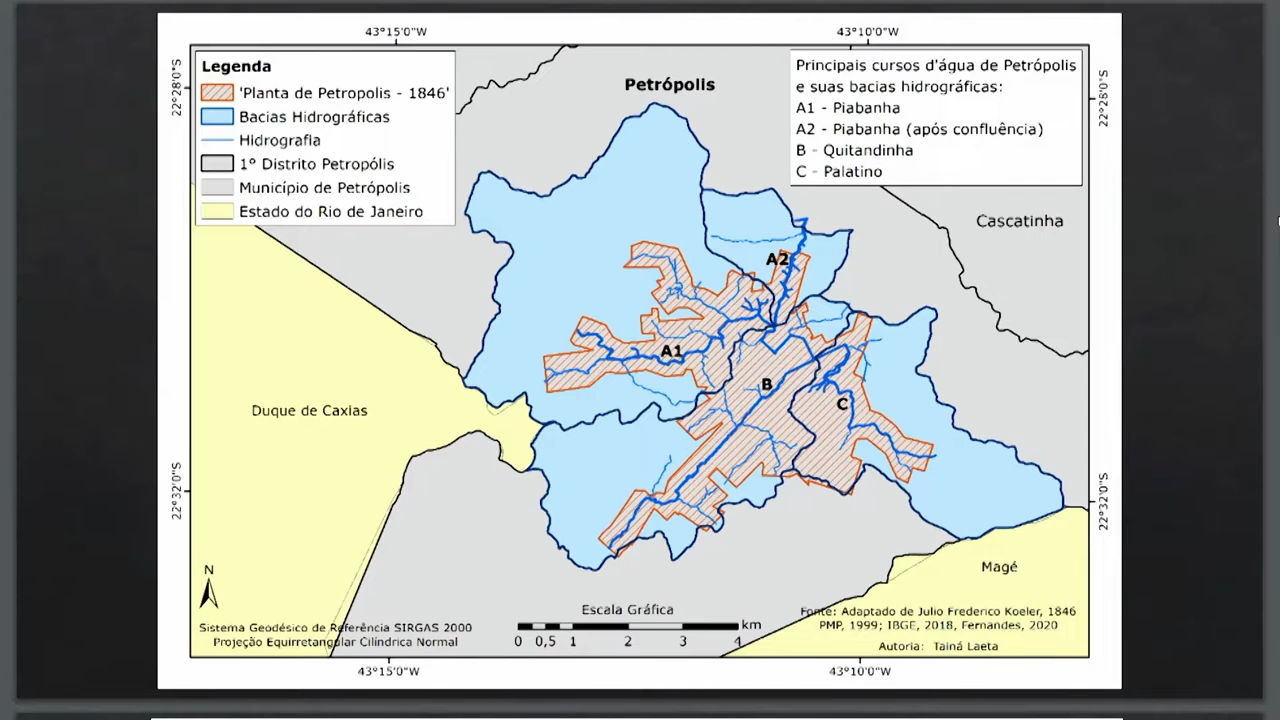 43°15'0"W
43°10'0"W
22°28'0"S
22°28'0"S
Legenda
'Planta de Petropolis - 1846'
Bacias Hidrográficas
Hidrografia
1º Distrito Petropólis
Município de Petrópolis
Estado do Rio de Janeiro
Petrópolis
Principais cursos d'água de Petrópolis
e suas bacias hidrográficas:
A1 - Piabanha
A2 - Piabanha (após confluência)
B - Quitandinha
C - Palatino
Cascatinha
A2
A1
B
C
Duque de Caxias
22°32'0"S
22°32'0"S
Magé
N
Sistema Geodésico de Referência SIRGAS 2000
Projeção Equirretangular Cilíndrica Normal
Escala Gráfica
km
0 0,5 1 2 3 4
Fonte: Adaptado de Julio Frederico Koeler, 1846
PMP, 1999; IBGE, 2018, Fernandes, 2020
Autoria: Tainá Laeta
43°15'0"W
43°10'0"W